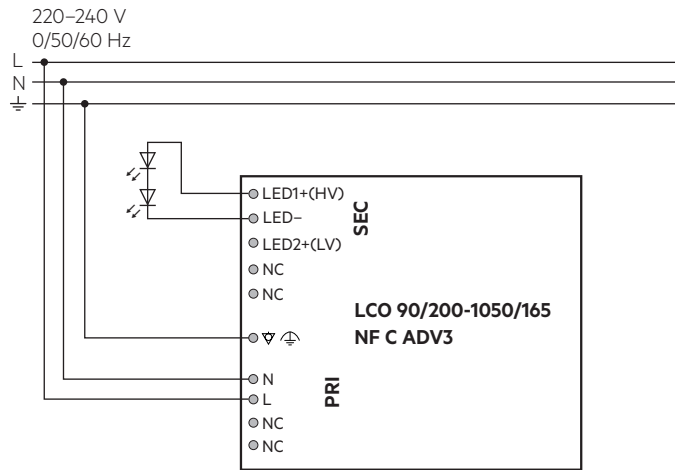 220–240 V
0/50/60 Hz
L
N
LED1+(HV)
LED–
LED2+(LV)
NC
NC
SEC
LCO 90/200-1050/165
NF C ADV3
N
L
NC
NC
PRI